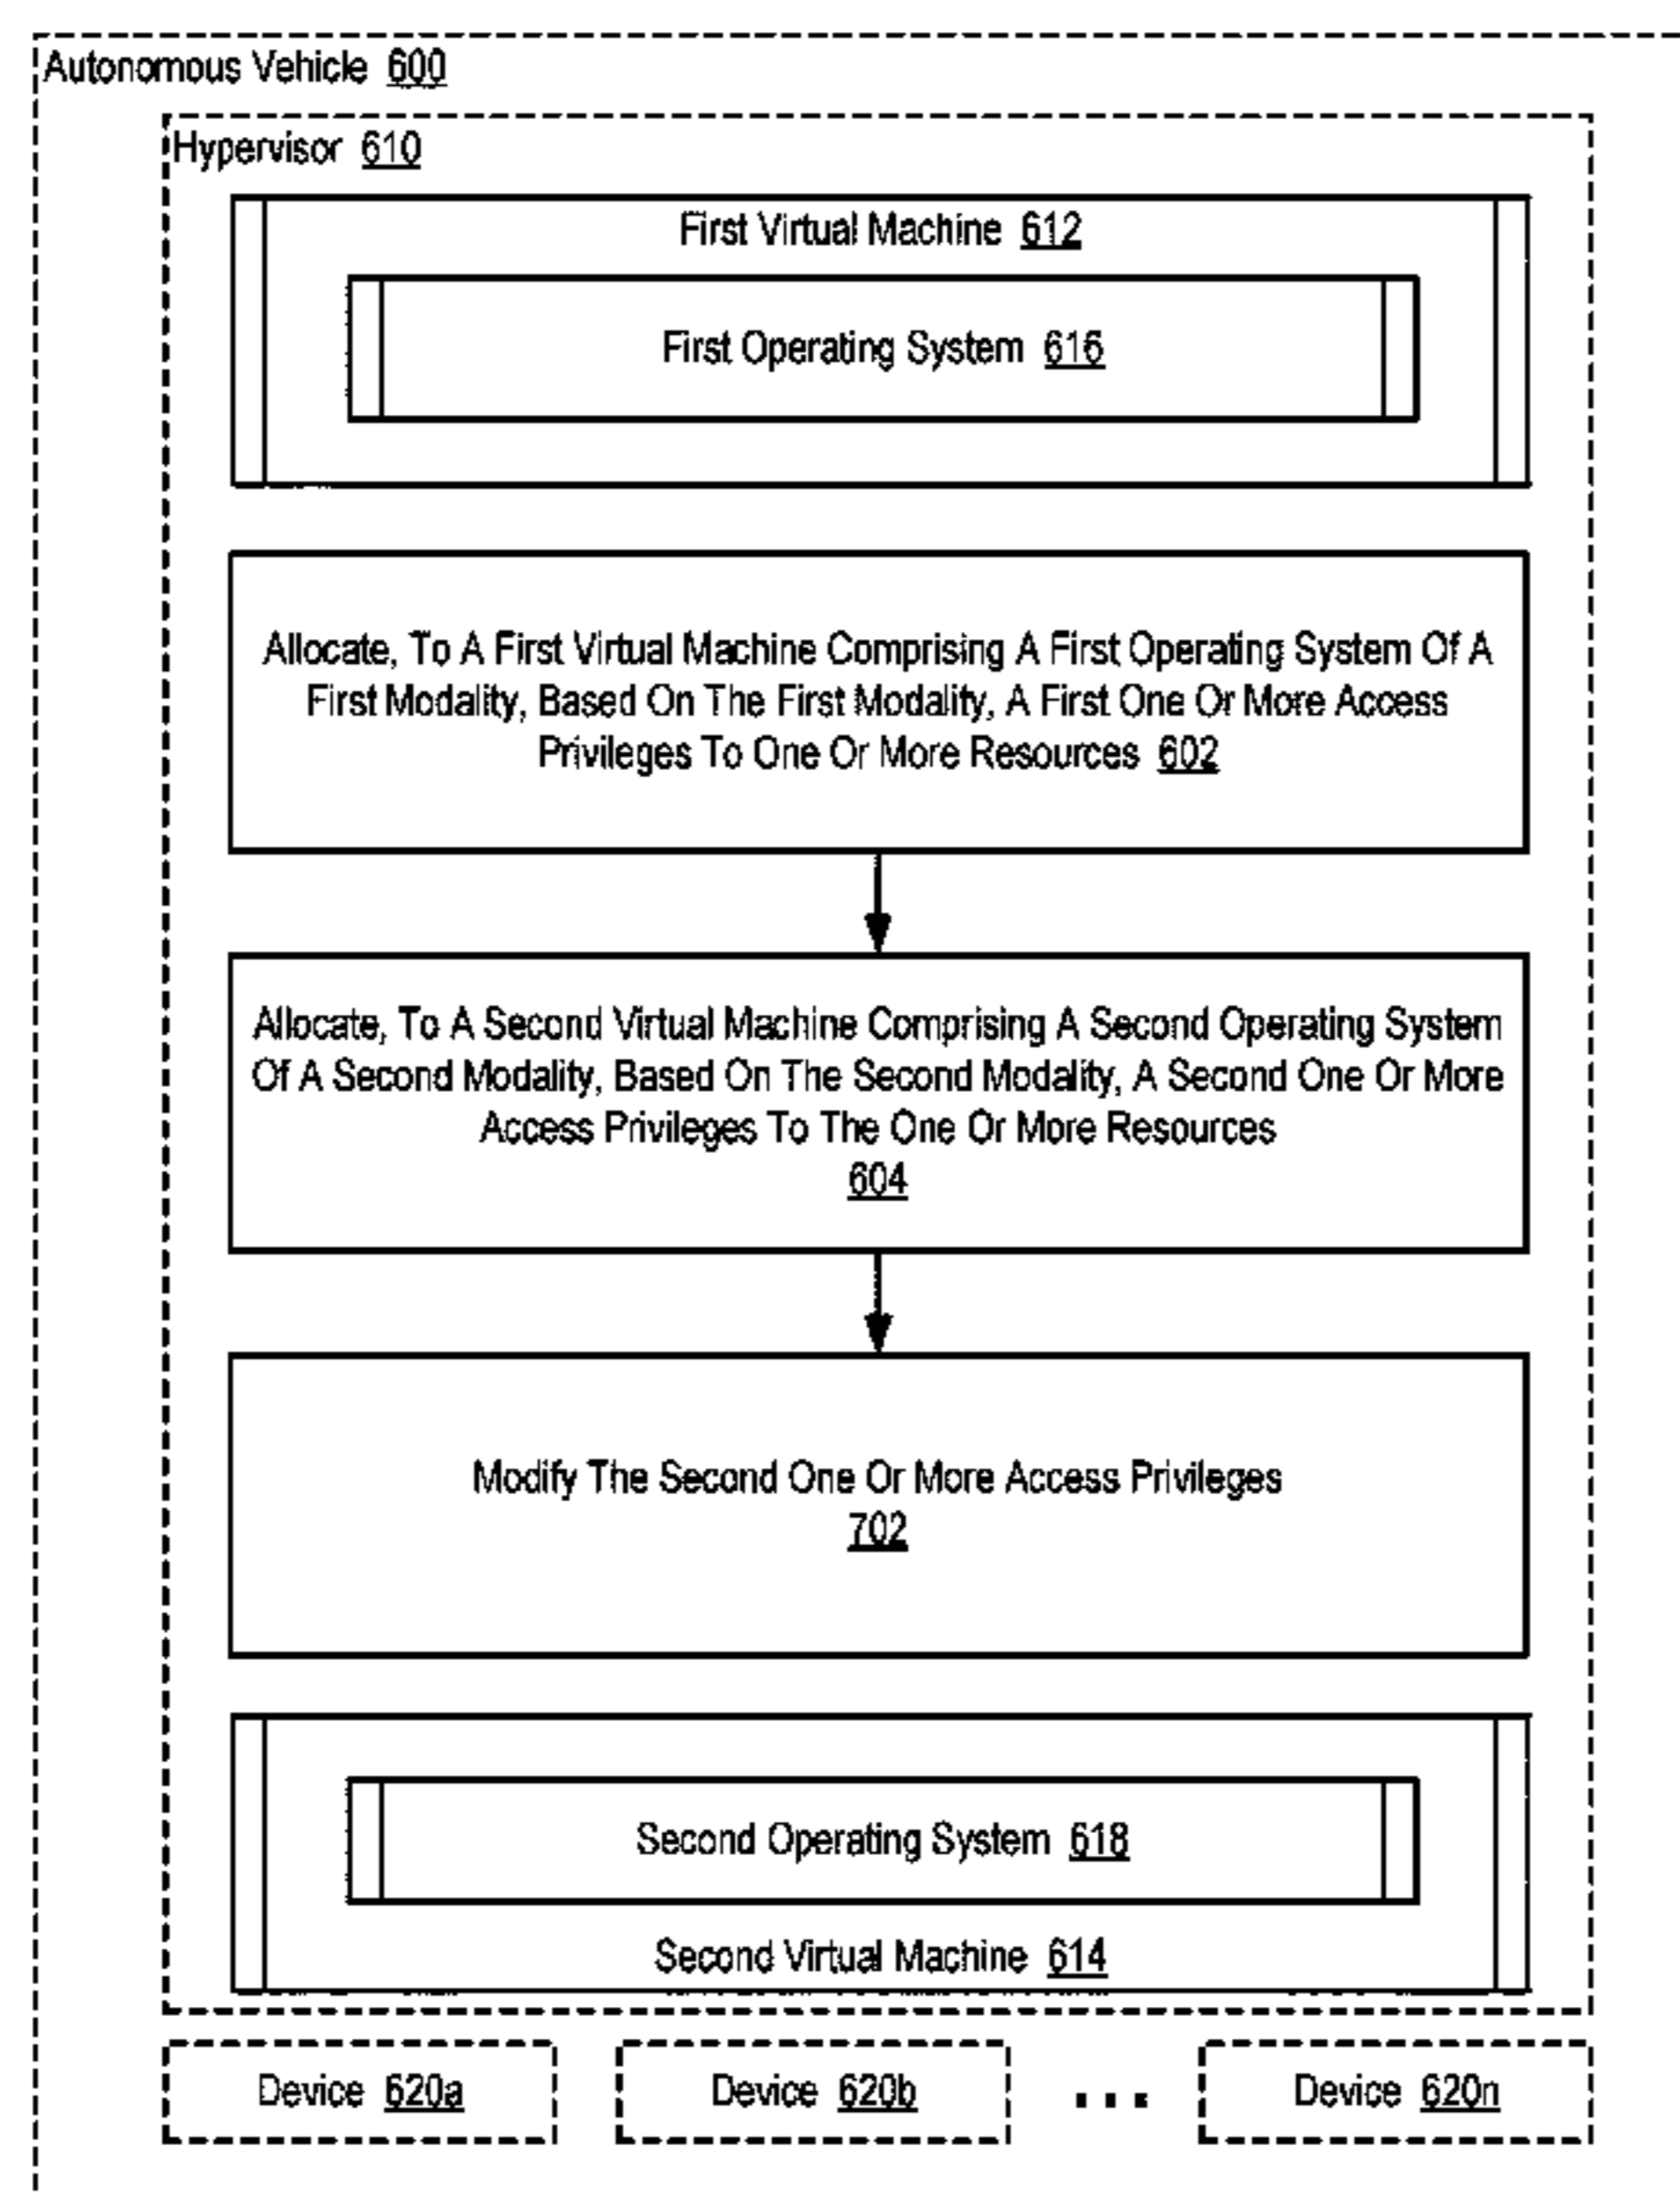 Autonomous Vehicle 600
Hypervisor 610
First Virtual Machine 612
First Operating System 616
Allocate, To A First Virtual Machine Comprising A First Operating System Of A
First Modality, Based On The First Modality, A First One Or More Access
Privileges To One Or More Resources 602
Allocate, To A Second Virtual Machine Comprising A Second Operating System
Of A Second Modality, Based On The Second Modality, A Second One Or More
Access Privileges To The One Or More Resources
604
Modify The Second One Or More Access Privileges
702
Second Operating System 618
Second Virtual Machine 614
Device 620a Device 620b ... Device 620n